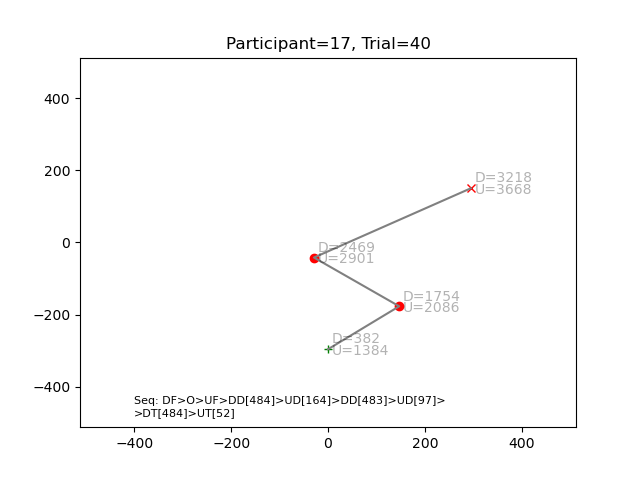 Participant=17, Trial=40
400
200
0
−200
−400
D=3218
U=3668
D=2469
U=2901
D=1754
U=2086
D=382
U=1384
Seq: DF>O>UF>DD[484]>UD[164]>DD[483]>UD[97]>
>DT[484]>UT[52]
−400
−200
0
200
400